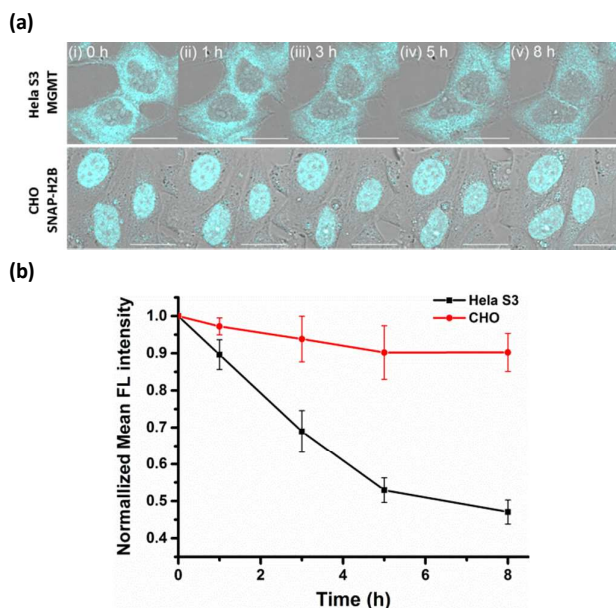 (a)
Hela S3
MGMT
(i) 0 h
(ii) 1 h
(iii) 3 h
(iv) 5 h
(v) 8 h
CHO
SNAP-H2B
(b)
Hela S3
CHO
Normallized Mean FL intensity
1.0
0.9
0.8
0.7
0.6
0.5
0.4
0
2
4
6
8
Time (h)